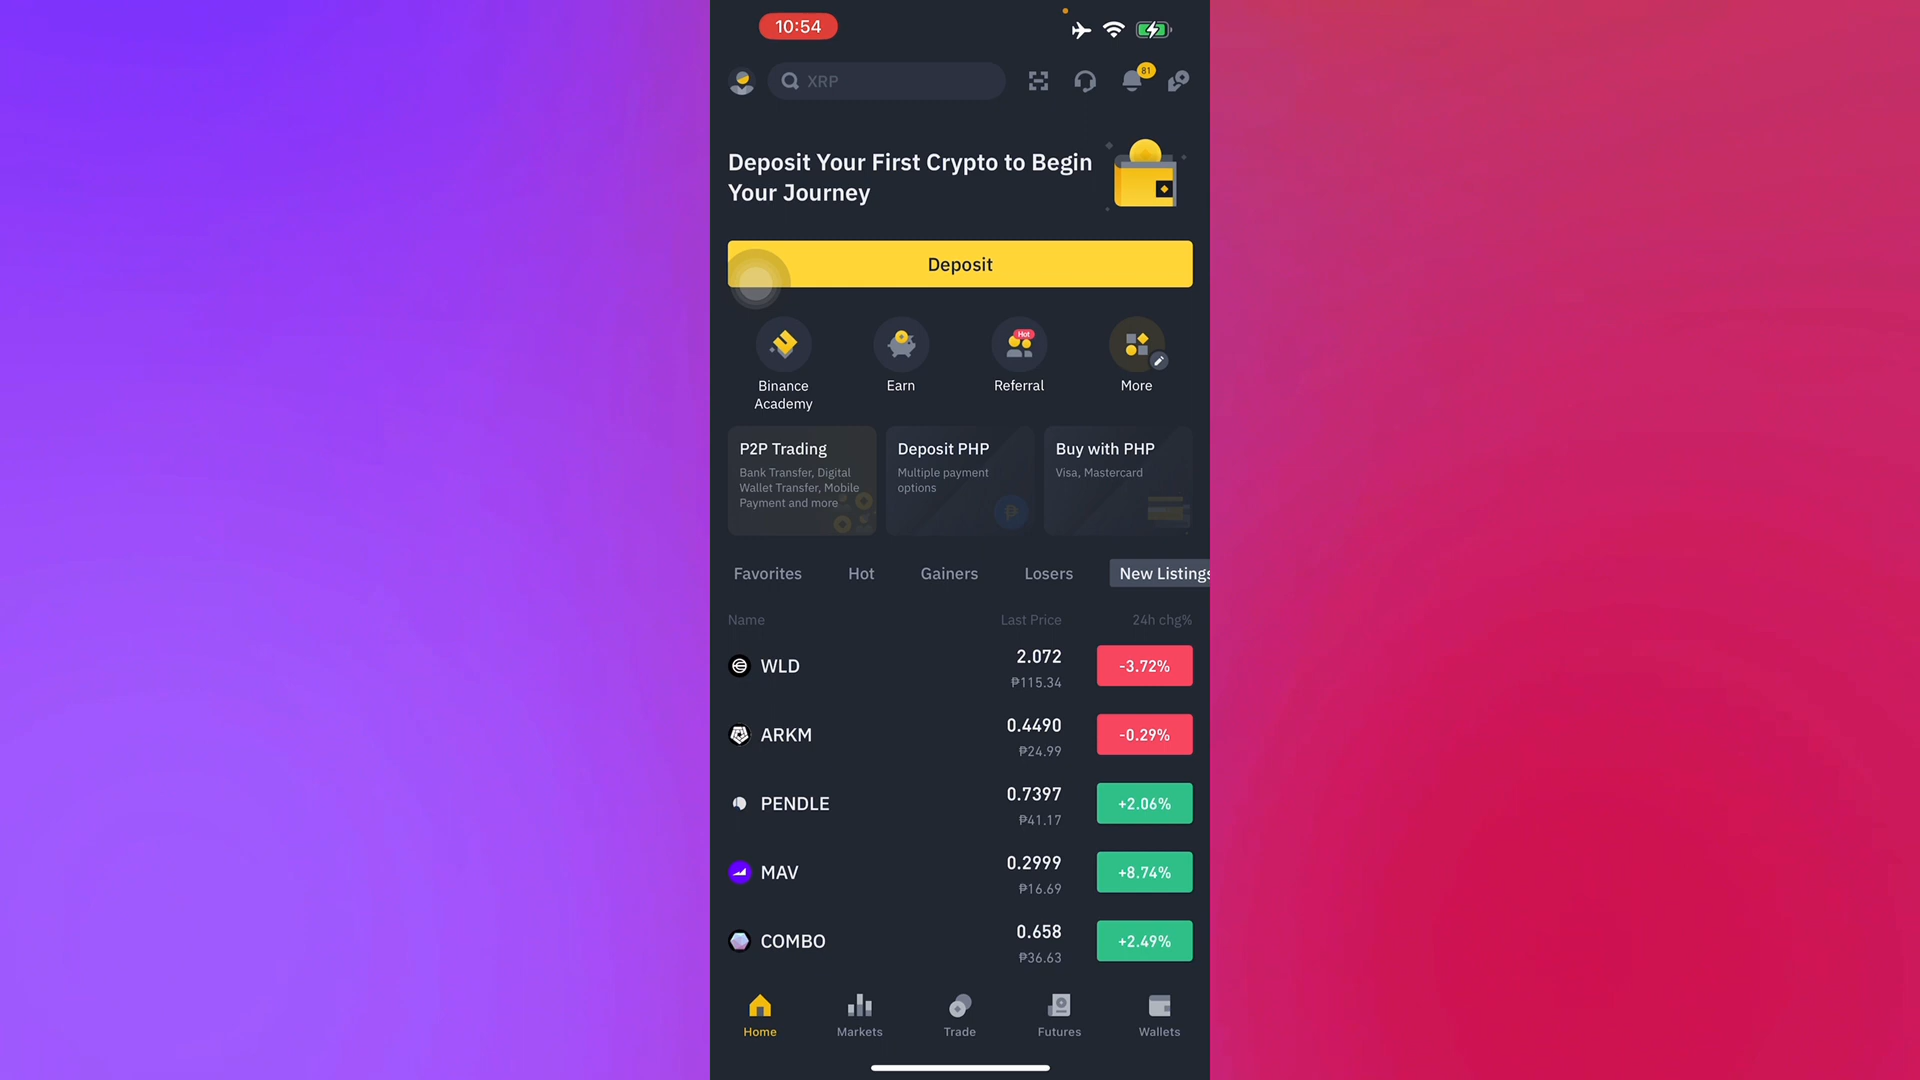 10:54
XRP
81
Deposit Your First Crypto to Begin
Your Journey
Deposit
Hot
Binance
Academy
Earn
Referral
More
P2P Trading
Bank Transfer, Digital
Wallet Transfer, Mobile
Payment and more
Deposit PHP
Multiple payment
options
Buy with PHP
Visa, Mastercard
Favorites Hot Gainers Losers New Listings
Name Last Price 24h chg%
WLD 2.072 -3.72%
₱115.34
ARKM 0.4490 -0.29%
₱24.99
PENDLE 0.7397 +2.06%
₱41.17
MAV 0.2999 +8.74%
₱16.69
COMBO 0.658 +2.49%
₱36.63
Home Markets Trade Futures Wallets